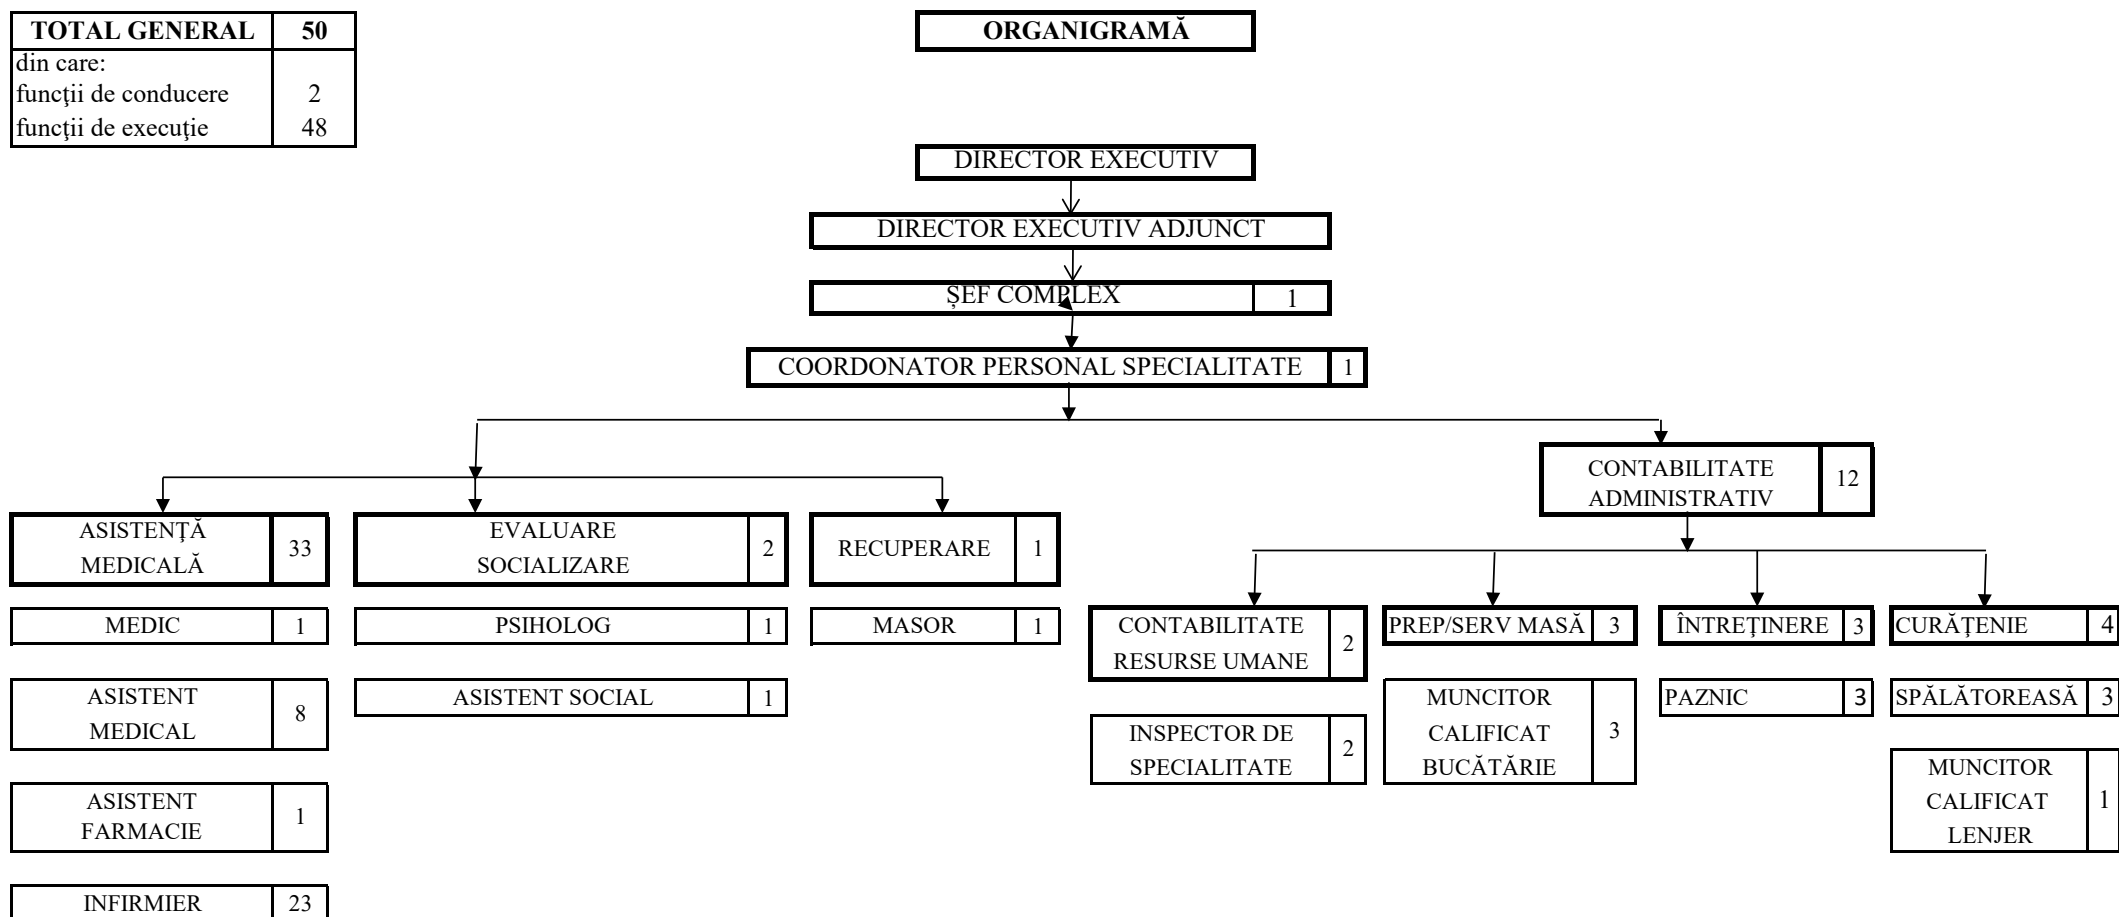 TOTAL GENERAL 50
din care:
funcţii de conducere 2
funcţii de execuţie 48
ORGANIGRAMĂ
DIRECTOR EXECUTIV
DIRECTOR EXECUTIV ADJUNCT
ȘEF COMPLEX 1
COORDONATOR PERSONAL SPECIALITATE 1
CONTABILITATE
ADMINISTRATIV
12
ASISTENŢĂ
MEDICALĂ
33
EVALUARE
SOCIALIZARE
2
RECUPERARE 1
MEDIC 1
PSIHOLOG 1
MASOR 1
CONTABILITATE
RESURSE UMANE
2
PREP/SERV MASĂ 3
ÎNTREŢINERE 3
CURĂŢENIE 4
ASISTENT
MEDICAL
8
ASISTENT SOCIAL 1
INSPECTOR DE
SPECIALITATE
2
MUNCITOR
CALIFICAT
BUCĂTĂRIE
3
PAZNIC 3
SPĂLĂTOREASĂ 3
MUNCITOR
CALIFICAT
LENJER
1
ASISTENT
FARMACIE
1
INFIRMIER 23